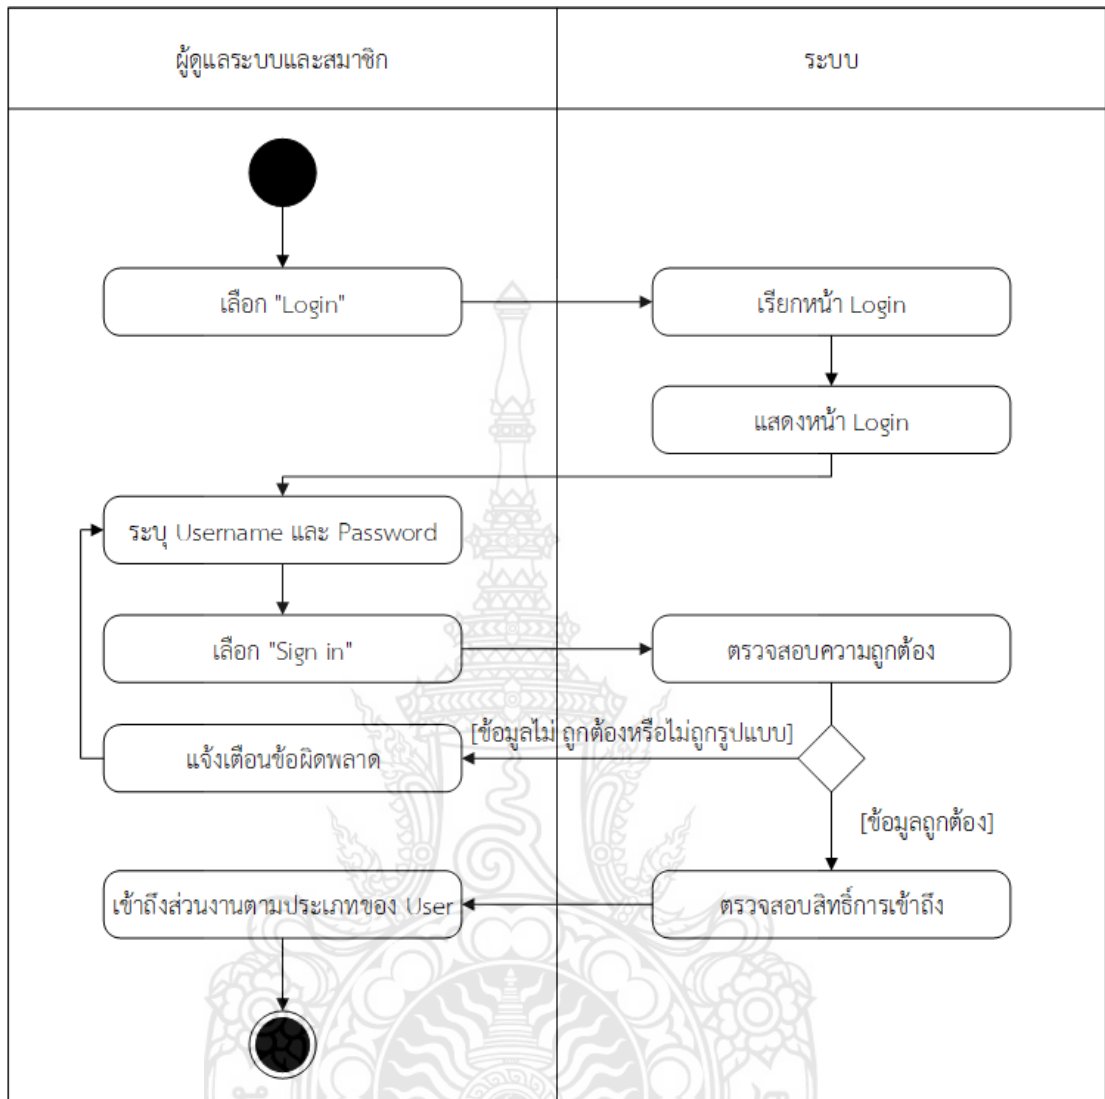 ผู้ดูแลระบบและสมาชิก
ระบบ
เลือก "Login"
เรียกหน้า Login
แสดงหน้า Login
ระบุ Username และ Password
เลือก "Sign in"
ตรวจสอบความถูกต้อง
[ข้อมูลไม่ ถูกต้องหรือไม่ถูกรูปแบบ]
แจ้งเตือนข้อผิดพลาด
[ข้อมูลถูกต้อง]
เข้าถึงส่วนงานตามประเภทของ User
ตรวจสอบสิทธิ์การเข้าถึง